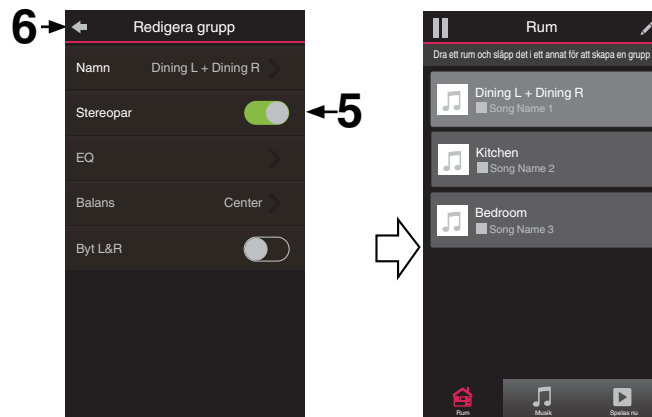 6
Redigera grupp
Namn Dining L + Dining R
Stereopar
5
EQ
Balans Center
Byt L&R
Rum
Dra ett rum och släpp det i ett annat för att skapa en grupp
Dining L + Dining R
Song Name 1
Kitchen
Song Name 2
Bedroom
Song Name 3
Rum Musik Spelas nu